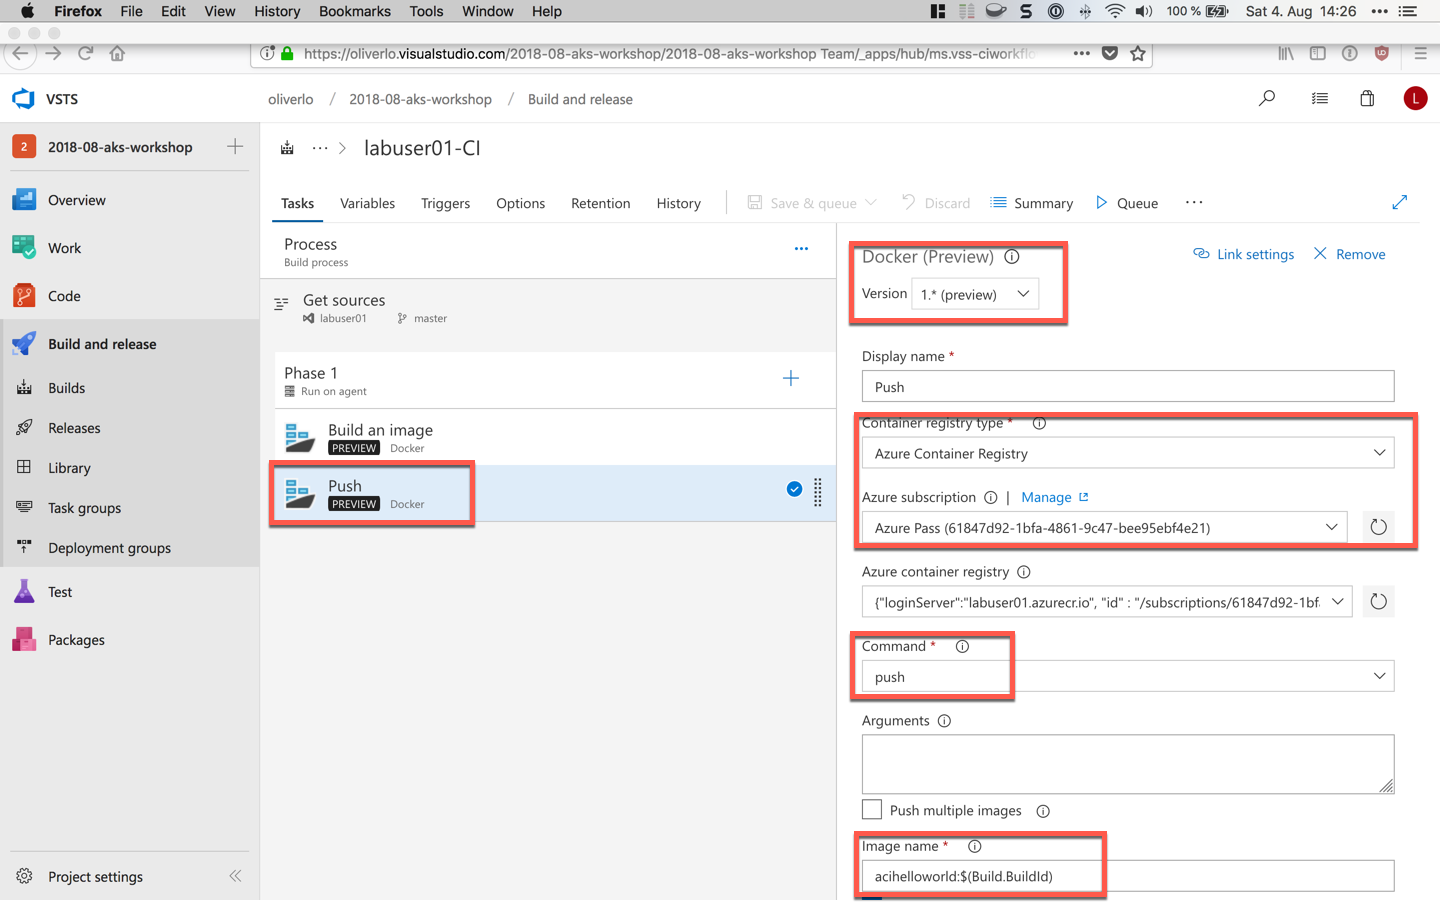 Firefox File Edit View History Bookmarks Tools Window Help S 100 % Sat 4. Aug 14:26
https://oliverlo.visualstudio.com/2018-08-aks-workshop/2018-08-aks-workshop Team/_apps/hub/ms.vss-ciworkflo
VSTS
oliverlo / 2018-08-aks-workshop / Build and release
L
2 2018-08-aks-workshop
... > labuser01-CI
Overview
Work
Code
Build and release
Builds
Releases
Library
Task groups
Deployment groups
Test
Packages
Project settings
Tasks Variables Triggers Options Retention History Save & queue Discard Summary Queue ...
Process
Build process
Get sources
labuser01 master
Phase 1
Run on agent
Build an image
PREVIEW Docker
Push
PREVIEW Docker
Docker (Preview)
Link settings Remove
Version 1.* (preview)
Display name *
Push
Container registry type *
Azure Container Registry
Azure subscription | Manage
Azure Pass (61847d92-1bfa-4861-9c47-bee95ebf4e21)
Azure container registry
{"loginServer":"labuser01.azurecr.io", "id" : "/subscriptions/61847d92-1bf
Command *
push
Arguments
Push multiple images
Image name *
acihelloworld:$(Build.BuildId)